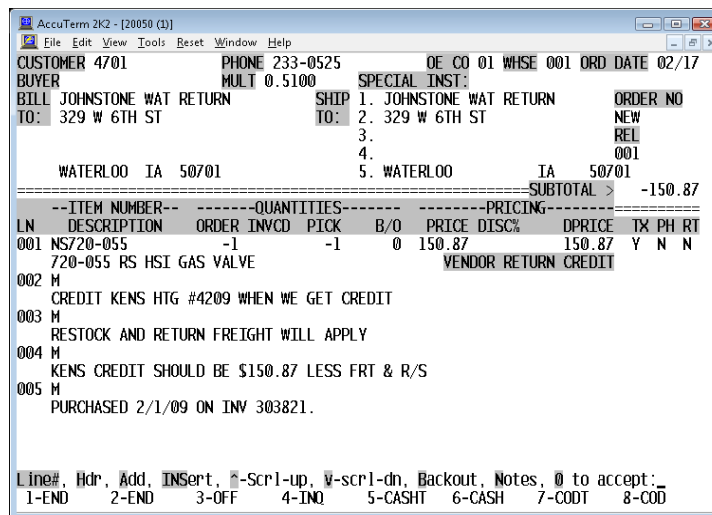 AccuTerm 2K2 - [20050 (1)]
File Edit View Tools Reset Window Help
CUSTOMER 4701 PHONE 233-0525 OE CO 01 WHSE 001 ORD DATE 02/17
BUYER MULT 0.5100 SPECIAL INST:
BILL JOHNSTONE WAT RETURN SHIP 1. JOHNSTONE WAT RETURN ORDER NO
TO: 329 W 6TH ST TO: 2. 329 W 6TH ST NEW
3. REL
4. 001
WATERLOO IA 50701 5. WATERLOO IA 50701
==========================================================SUBTOTAL > -150.87
--ITEM NUMBER-- -------QUANTITIES------- --------PRICING--------==========
LN DESCRIPTION ORDER INVCD PICK B/O PRICE DISC% DPRICE TX PH RT
001 NS720-055 -1 -1 0 150.87 150.87 Y N N
720-055 RS HSI GAS VALVE VENDOR RETURN CREDIT
002 M
CREDIT KENS HTG #4209 WHEN WE GET CREDIT
003 M
RESTOCK AND RETURN FREIGHT WILL APPLY
004 M
KENS CREDIT SHOULD BE $150.87 LESS FRT & R/S
005 M
PURCHASED 2/1/09 ON INV 303821.
Line#, Hdr, Add, INSert, ^-Scrl-up, v-scrl-dn, Backout, Notes, 0 to accept:_
1-END 2-END 3-OFF 4-INQ 5-CASHT 6-CASH 7-CODT 8-COD